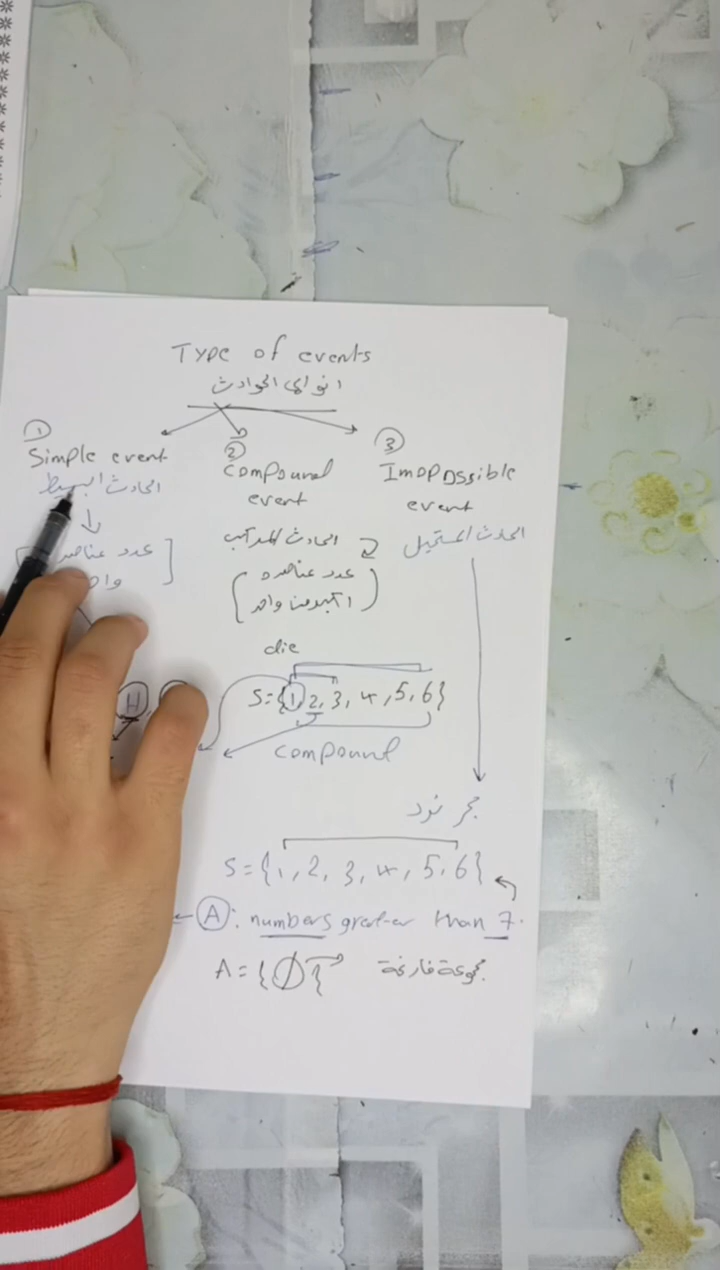 Type of events
انواع الحوادث
①
Simple event
الحادث البسيط
عدد عناصر
②
compound
event
الحادث المركب
عدد عناصره
اكبر من واحد
③
Imopossible
event
الحدث المستحيل
die
S={1, 2, 3, 4, 5, 6}
H
compound
حجر نرد
S={1, 2, 3, 4, 5, 6}
A: numbers greater than 7.
A={∅}
مجموعة فارغة